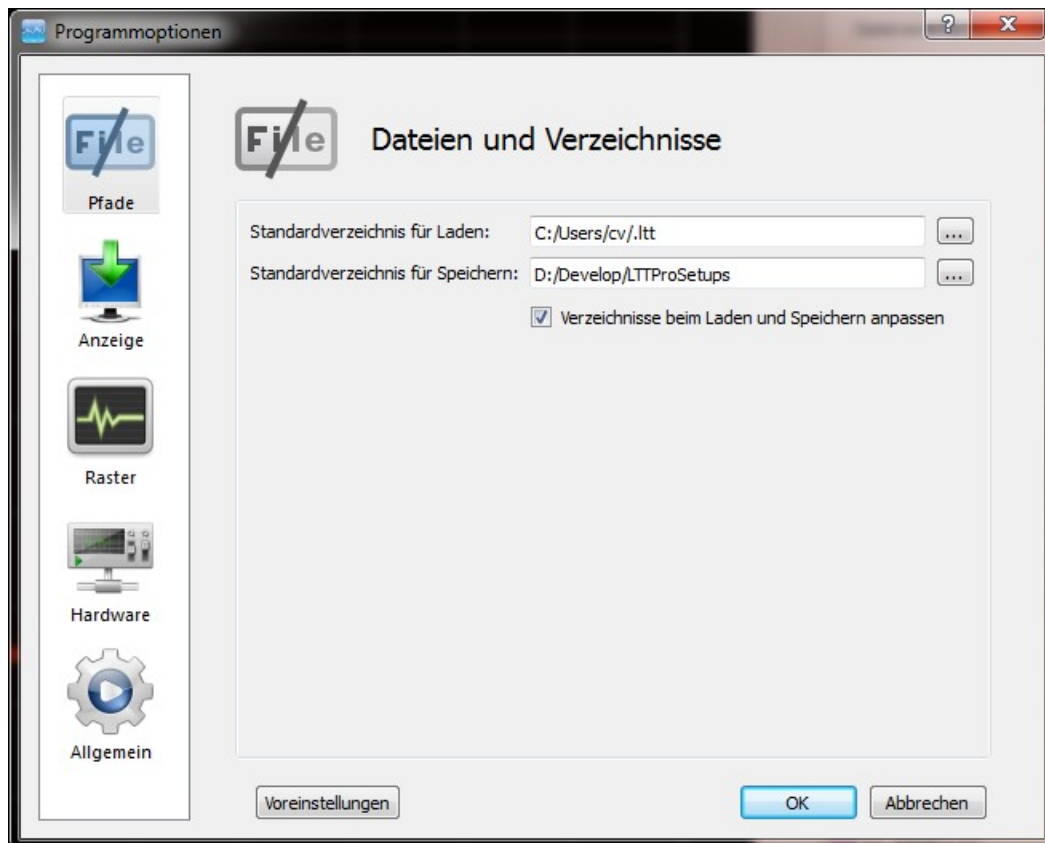 Programmoptionen
File
Pfade
Anzeige
Raster
Hardware
Allgemein
File
Dateien und Verzeichnisse
Standardverzeichnis für Laden:
C:/Users/cv/.ltt
...
Standardverzeichnis für Speichern:
D:/Develop/LTTProSetups
...
Verzeichnisse beim Laden und Speichern anpassen
Voreinstellungen
OK
Abbrechen